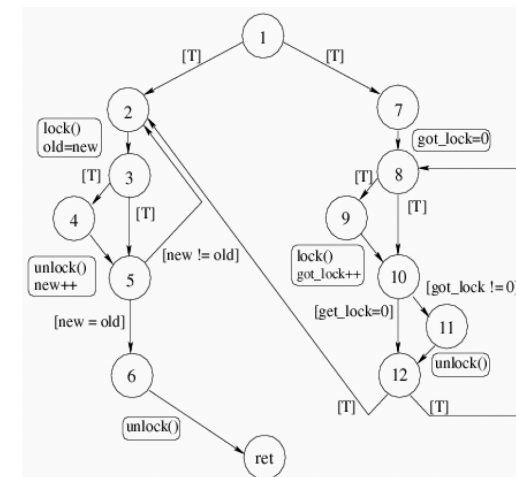 1
[T]
[T]
2
7
lock()
old=new
got_lock=0
3
8
[T]
[T]
[T]
[T]
4
9
unlock()
new++
5
[new != old]
lock()
got_lock++
10
[got_lock != 0]
[new = old]
[get_lock=0]
11
6
12
unlock()
[T]
[T]
unlock()
ret